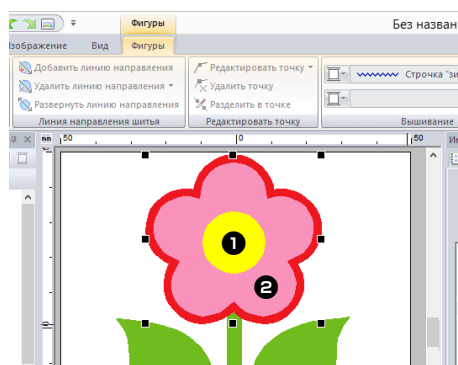 Фигуры
Без назван
Изображение Вид Фигуры
Добавить линию направления
Удалить линию направления
Развернуть линию направления
Линия направления шитья
Редактировать точку
Удалить точку
Разделить в точке
Редактировать точку
Строчка "зи
Вышивание
mm 50 0 50
1
2